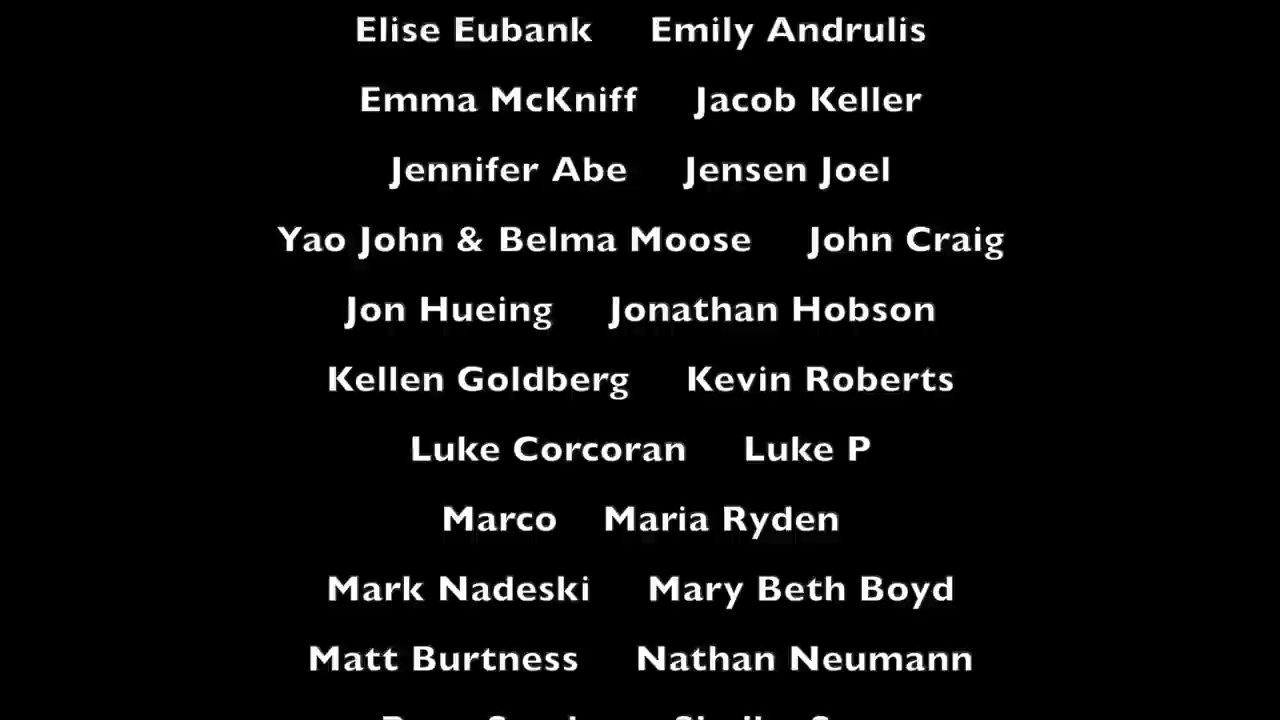 Elise Eubank Emily Andrulis
Emma McKniff Jacob Keller
Jennifer Abe Jensen Joel
Yao John & Belma Moose John Craig
Jon Hueing Jonathan Hobson
Kellen Goldberg Kevin Roberts
Luke Corcoran Luke P
Marco Maria Ryden
Mark Nadeski Mary Beth Boyd
Matt Burtness Nathan Neumann